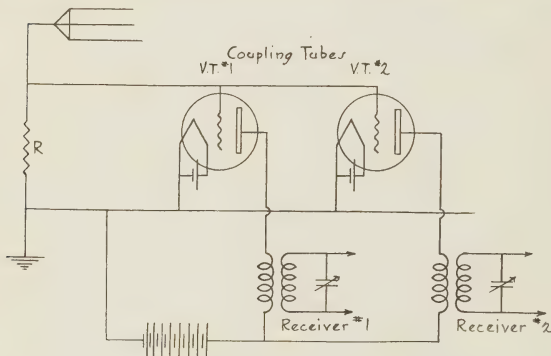 Coupling Tubes
V.T.#1
V.T.#2
R
Receiver#1
Receiver#2